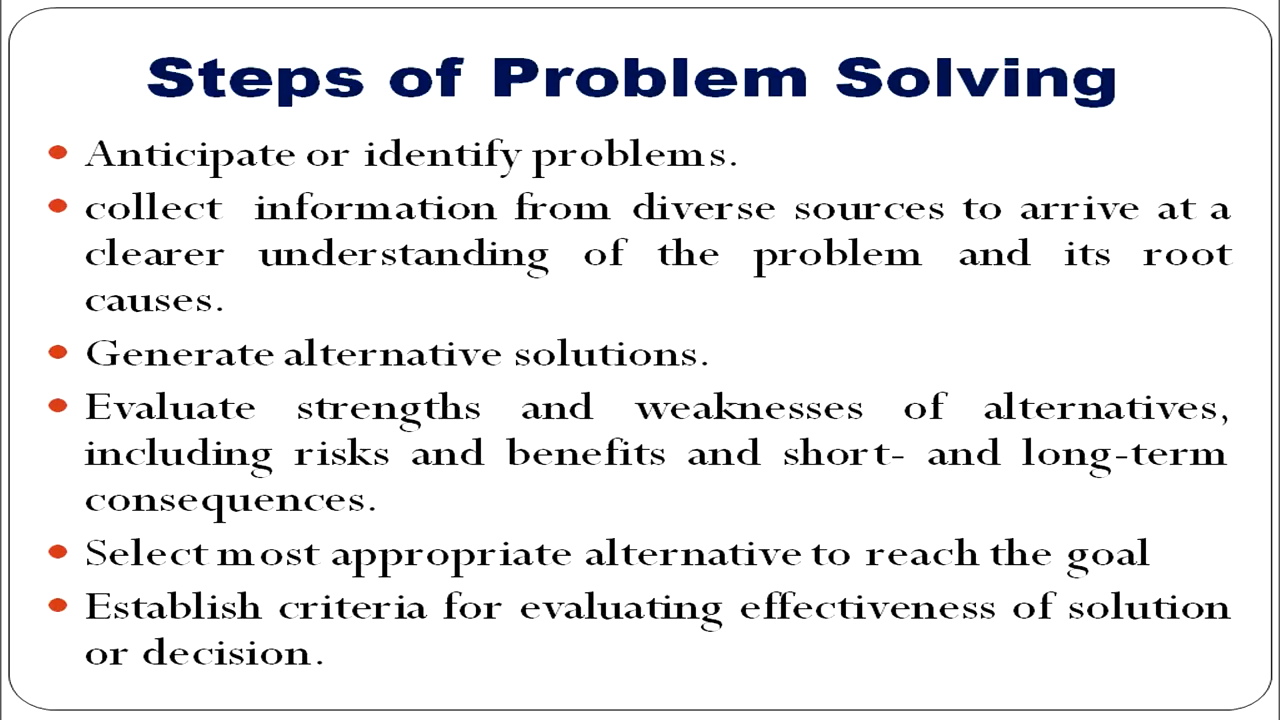 Steps of Problem Solving
Anticipate or identify problems.
collect information from diverse sources to arrive at a
clearer understanding of the problem and its root
causes.
Generate alternative solutions.
Evaluate strengths and weaknesses of alternatives,
including risks and benefits and short- and long-term
consequences.
Select most appropriate alternative to reach the goal
Establish criteria for evaluating effectiveness of solution
or decision.